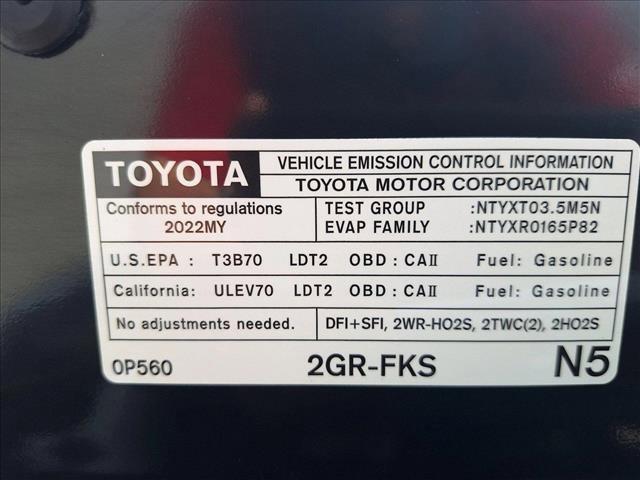 TOYOTA
VEHICLE EMISSION CONTROL INFORMATION
TOYOTA MOTOR CORPORATION
Conforms to regulations
2022MY
TEST GROUP :NTYXT03.5M5N
EVAP FAMILY :NTYXR0165P82
U.S.EPA : T3B70 LDT2 OBD : CAII Fuel: Gasoline
California: ULEV70 LDT2 OBD : CAII Fuel: Gasoline
No adjustments needed.
DFI+SFI, 2WR-HO2S, 2TWC(2), 2HO2S
0P560 2GR-FKS N5